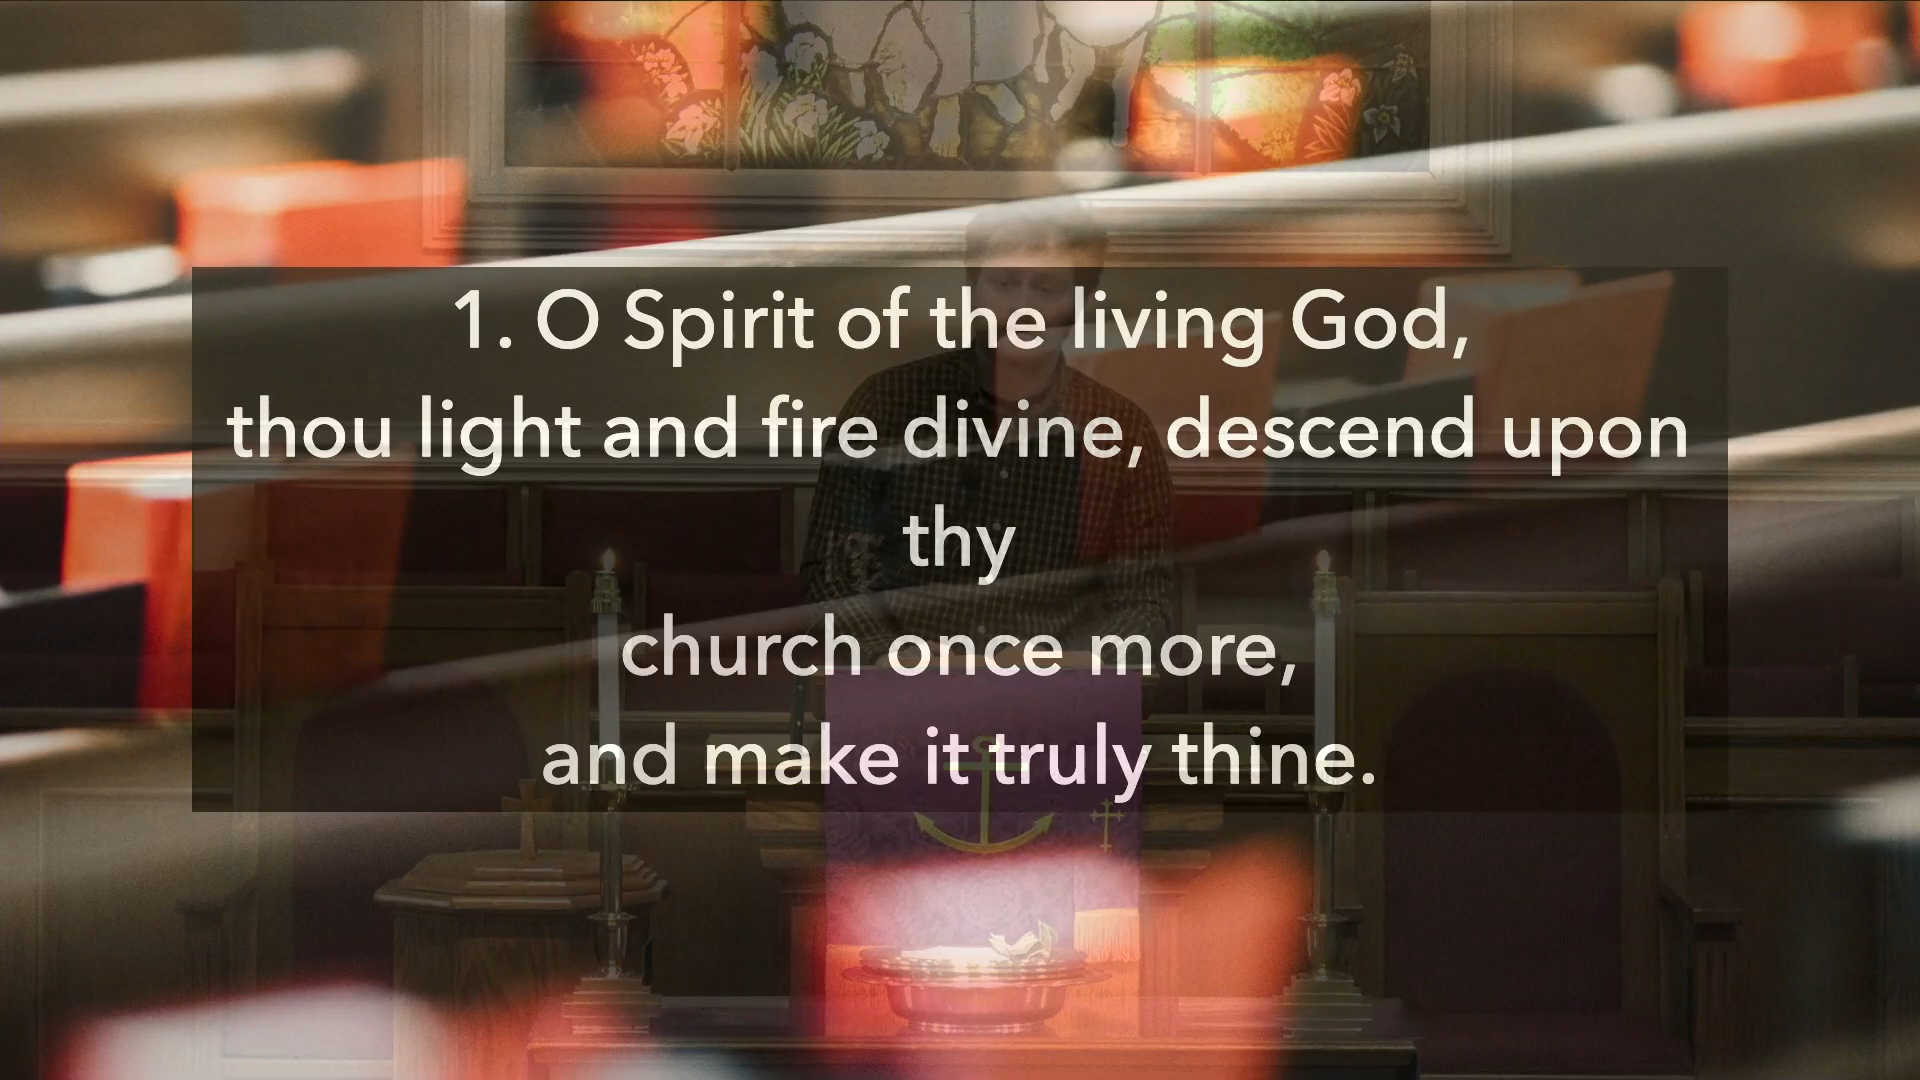 1. O Spirit of the living God,
thou light and fire divine, descend upon
thy
church once more,
and make it truly thine.